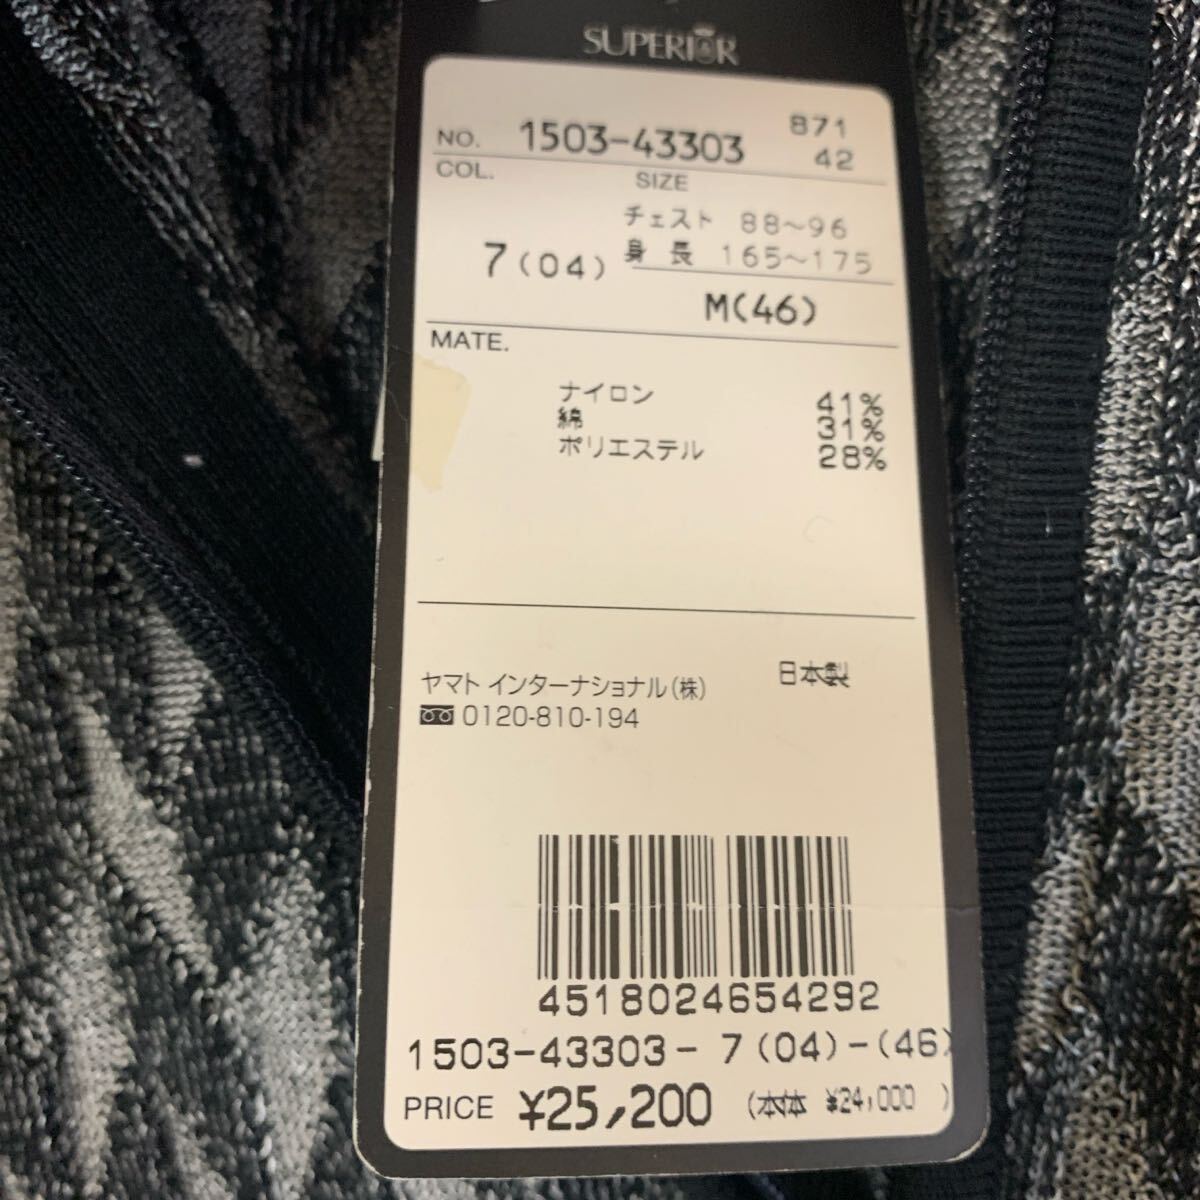 SUPERIOR
NO. 1503-43303 871
42
COL. SIZE
チェスト 88~96
7(04) 身長 165~175
M(46)
MATE.
ナイロン 41%
綿 31%
ポリエステル 28%
ヤマト インターナショナル(株) 日本製
0120-810-194
4518024654292
1503-43303- 7(04)-(46)
PRICE ¥25,200 (本体 ¥24,000 )